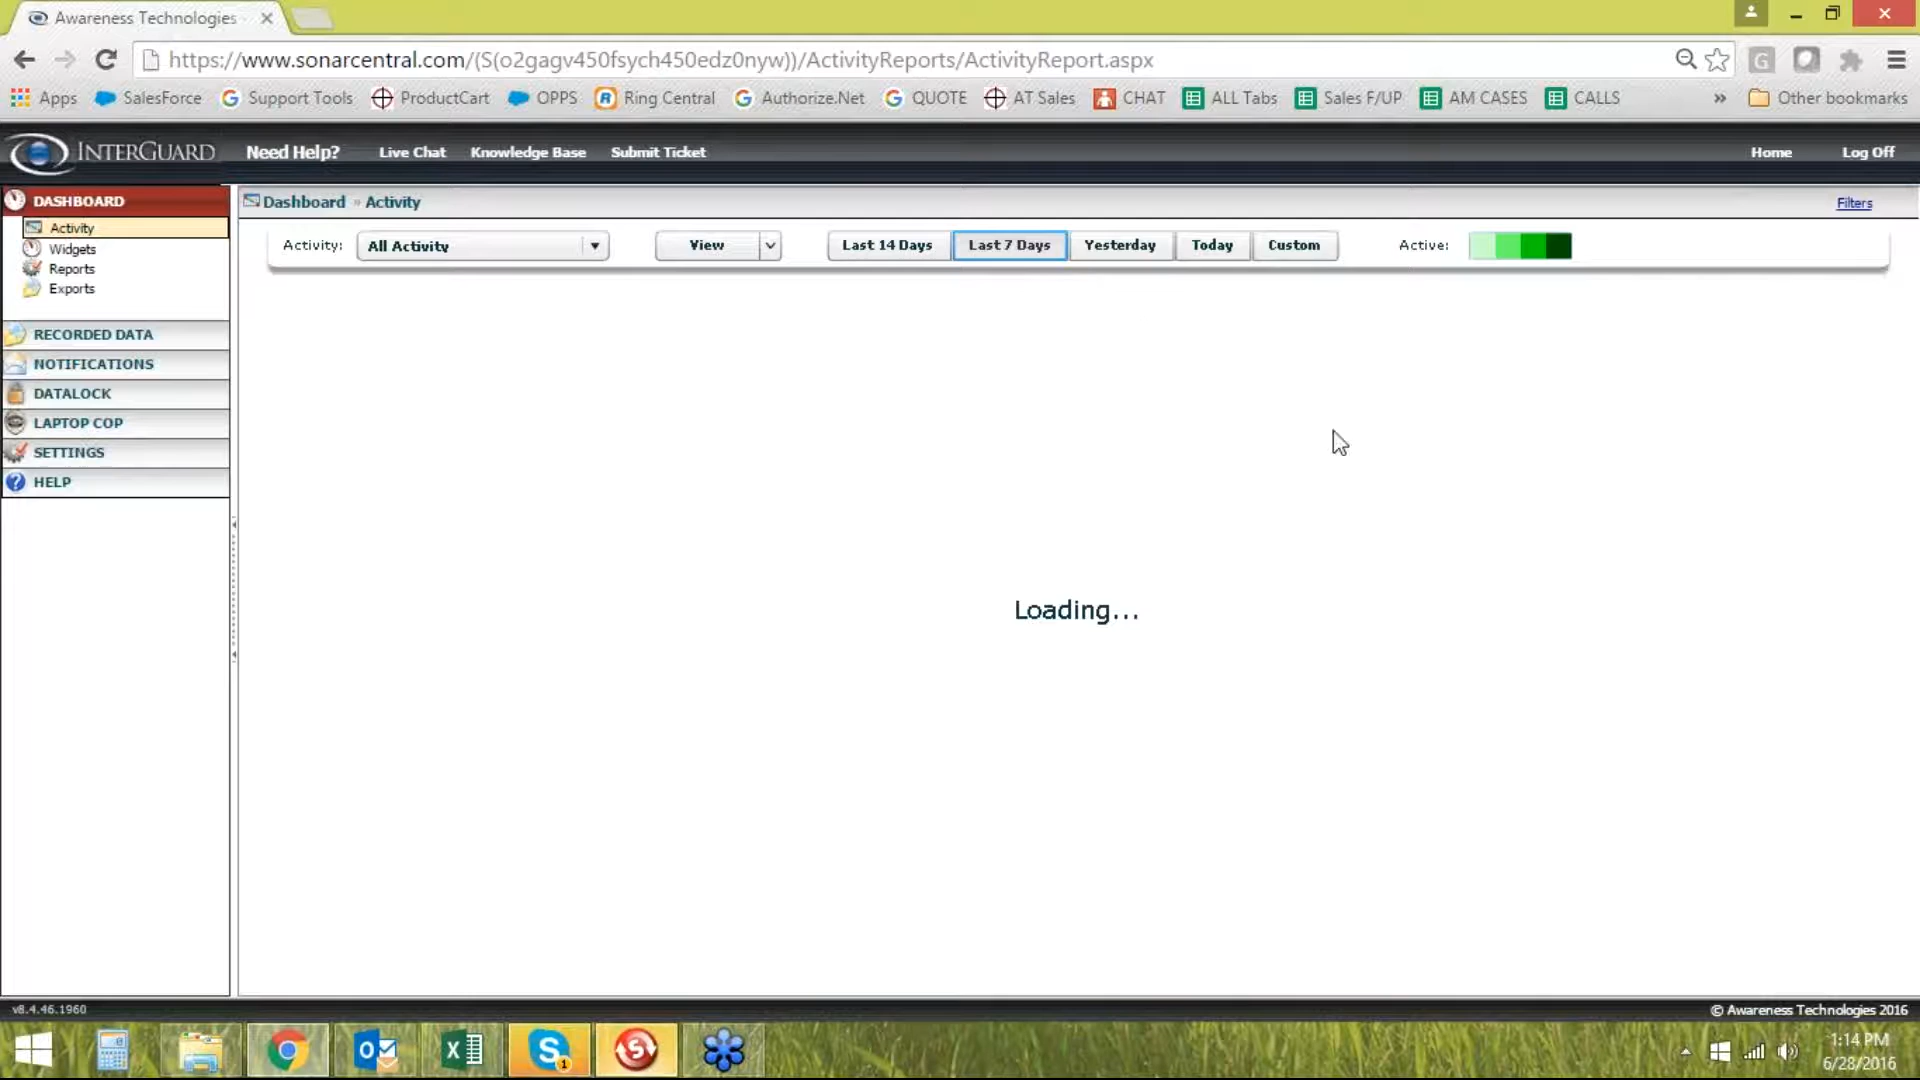 Awareness Technologies
https://www.sonarcentral.com/(S(o2gagv450fsych450edz0nyw))/ActivityReports/ActivityReport.aspx
Apps SalesForce Support Tools ProductCart OPPS Ring Central Authorize.Net QUOTE AT Sales CHAT ALL Tabs Sales F/UP AM CASES CALLS » Other bookmarks
INTERGUARD Need Help? Live Chat Knowledge Base Submit Ticket Home Log Off
DASHBOARD
Activity
Widgets
Reports
Exports
RECORDED DATA
NOTIFICATIONS
DATALOCK
LAPTOP COP
SETTINGS
HELP
Dashboard » Activity Filters
Activity: All Activity View Last 14 Days Last 7 Days Yesterday Today Custom Active:
Loading...
v8.4.46.1960 © Awareness Technologies 2016
1:14 PM
6/28/2016